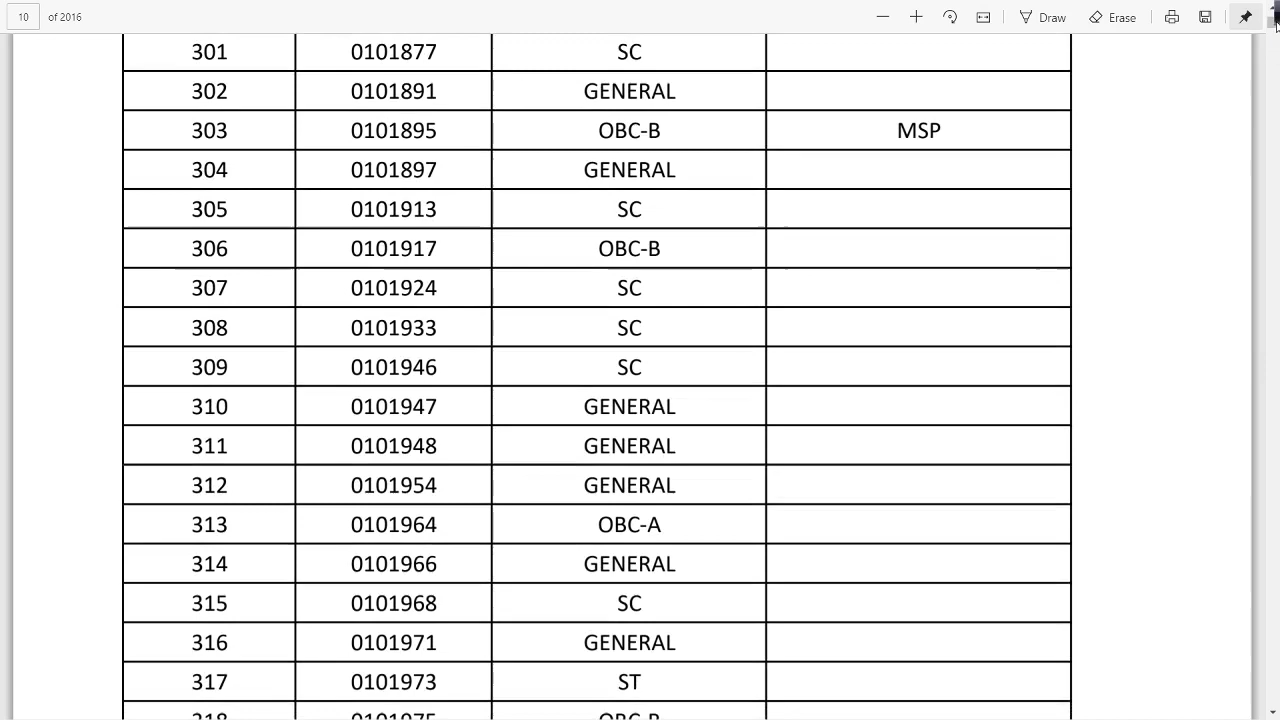 10 of 2016 Draw Erase
301 0101877 SC
302 0101891 GENERAL
303 0101895 OBC-B MSP
304 0101897 GENERAL
305 0101913 SC
306 0101917 OBC-B
307 0101924 SC
308 0101933 SC
309 0101946 SC
310 0101947 GENERAL
311 0101948 GENERAL
312 0101954 GENERAL
313 0101964 OBC-A
314 0101966 GENERAL
315 0101968 SC
316 0101971 GENERAL
317 0101973 ST
318 0101975 OBC-B